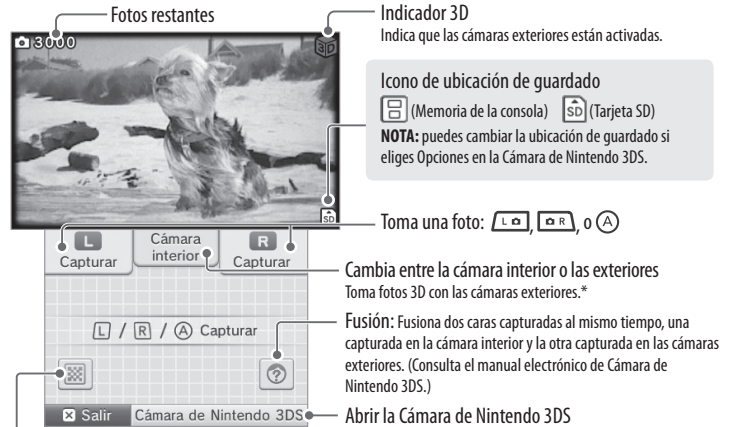 Fotos restantes
3000
3D
SD
Indicador 3D
Indica que las cámaras exteriores están activadas.
Icono de ubicación de guardado
(Memoria de la consola) SD (Tarjeta SD)
NOTA: puedes cambiar la ubicación de guardado si
eliges Opciones en la Cámara de Nintendo 3DS.
Toma una foto: L, R, o A
L
Capturar
Cámara
interior
R
Capturar
Cambia entre la cámara interior o las exteriores
Toma fotos 3D con las cámaras exteriores.*
L / R / A Capturar
?
Fusión: Fusiona dos caras capturadas al mismo tiempo, una
capturada en la cámara interior y la otra capturada en las cámaras
exteriores. (Consulta el manual electrónico de Cámara de
Nintendo 3DS.)
X Salir
Cámara de Nintendo 3DS
Abrir la Cámara de Nintendo 3DS